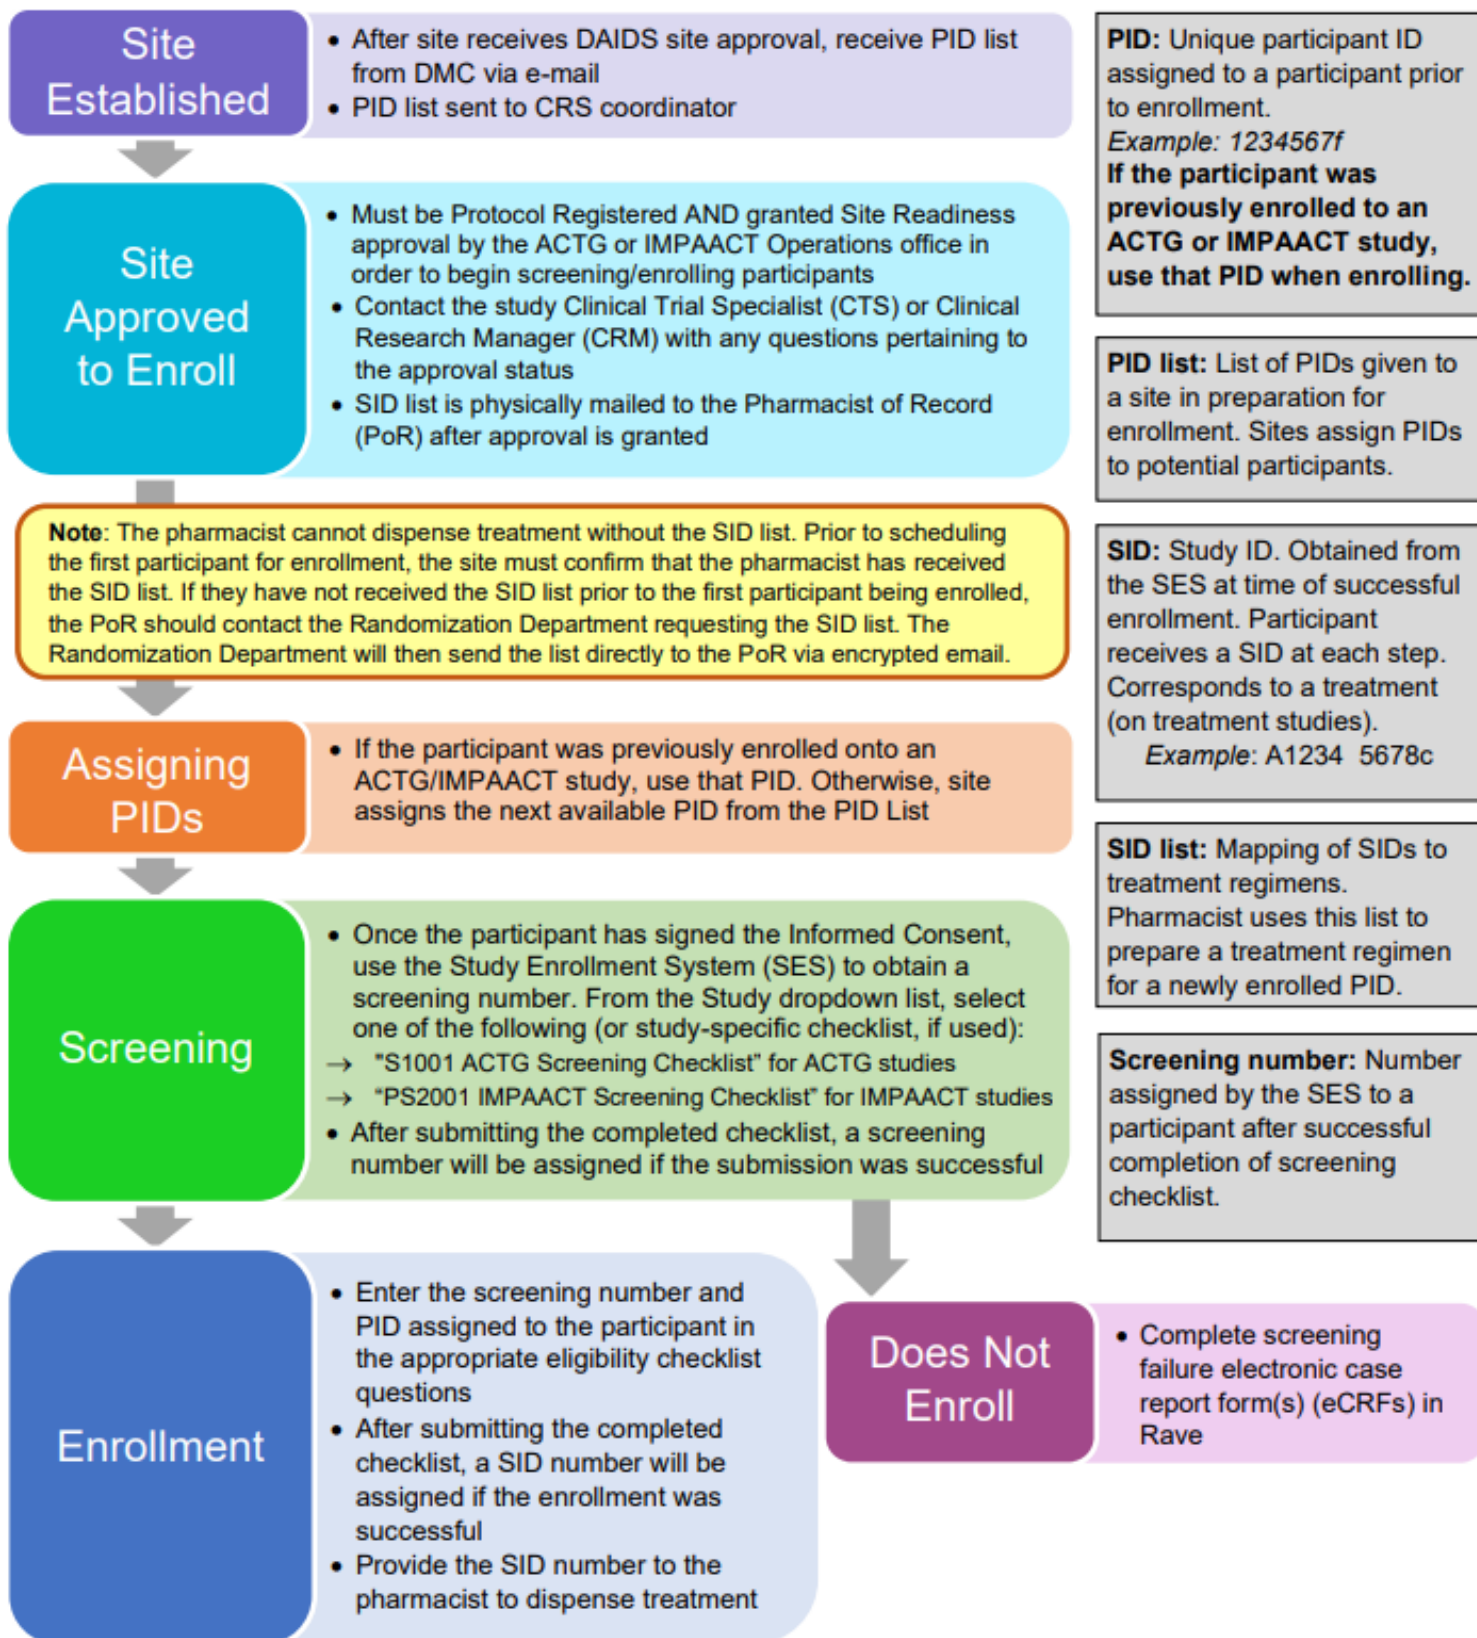 Site
Established
• After site receives DAIDS site approval, receive PID list
from DMC via e-mail
• PID list sent to CRS coordinator
Site
Approved
to Enroll
• Must be Protocol Registered AND granted Site Readiness
approval by the ACTG or IMPAACT Operations office in
order to begin screening/enrolling participants
• Contact the study Clinical Trial Specialist (CTS) or Clinical
Research Manager (CRM) with any questions pertaining to
the approval status
• SID list is physically mailed to the Pharmacist of Record
(PoR) after approval is granted
Note: The pharmacist cannot dispense treatment without the SID list. Prior to scheduling
the first participant for enrollment, the site must confirm that the pharmacist has received
the SID list. If they have not received the SID list prior to the first participant being enrolled,
the PoR should contact the Randomization Department requesting the SID list. The
Randomization Department will then send the list directly to the PoR via encrypted email.
Assigning
PIDs
• If the participant was previously enrolled onto an
ACTG/IMPAACT study, use that PID. Otherwise, site
assigns the next available PID from the PID List
Screening
• Once the participant has signed the Informed Consent,
use the Study Enrollment System (SES) to obtain a
screening number. From the Study dropdown list, select
one of the following (or study-specific checklist, if used):
→ "S1001 ACTG Screening Checklist” for ACTG studies
→ “PS2001 IMPAACT Screening Checklist” for IMPAACT studies
• After submitting the completed checklist, a screening
number will be assigned if the submission was successful
Enrollment
• Enter the screening number and
PID assigned to the participant in
the appropriate eligibility checklist
questions
• After submitting the completed
checklist, a SID number will be
assigned if the enrollment was
successful
• Provide the SID number to the
pharmacist to dispense treatment
Does Not
Enroll
• Complete screening
failure electronic case
report form(s) (eCRFs) in
Rave
PID: Unique participant ID
assigned to a participant prior
to enrollment.
Example: 1234567f
If the participant was
previously enrolled to an
ACTG or IMPAACT study,
use that PID when enrolling.
PID list: List of PIDs given to
a site in preparation for
enrollment. Sites assign PIDs
to potential participants.
SID: Study ID. Obtained from
the SES at time of successful
enrollment. Participant
receives a SID at each step.
Corresponds to a treatment
(on treatment studies).
Example: A1234 5678c
SID list: Mapping of SIDs to
treatment regimens.
Pharmacist uses this list to
prepare a treatment regimen
for a newly enrolled PID.
Screening number: Number
assigned by the SES to a
participant after successful
completion of screening
checklist.